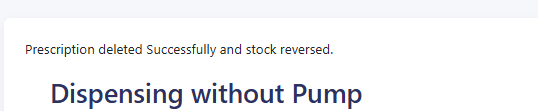 Prescription deleted Successfully and stock reversed.
Dispensing without Pump